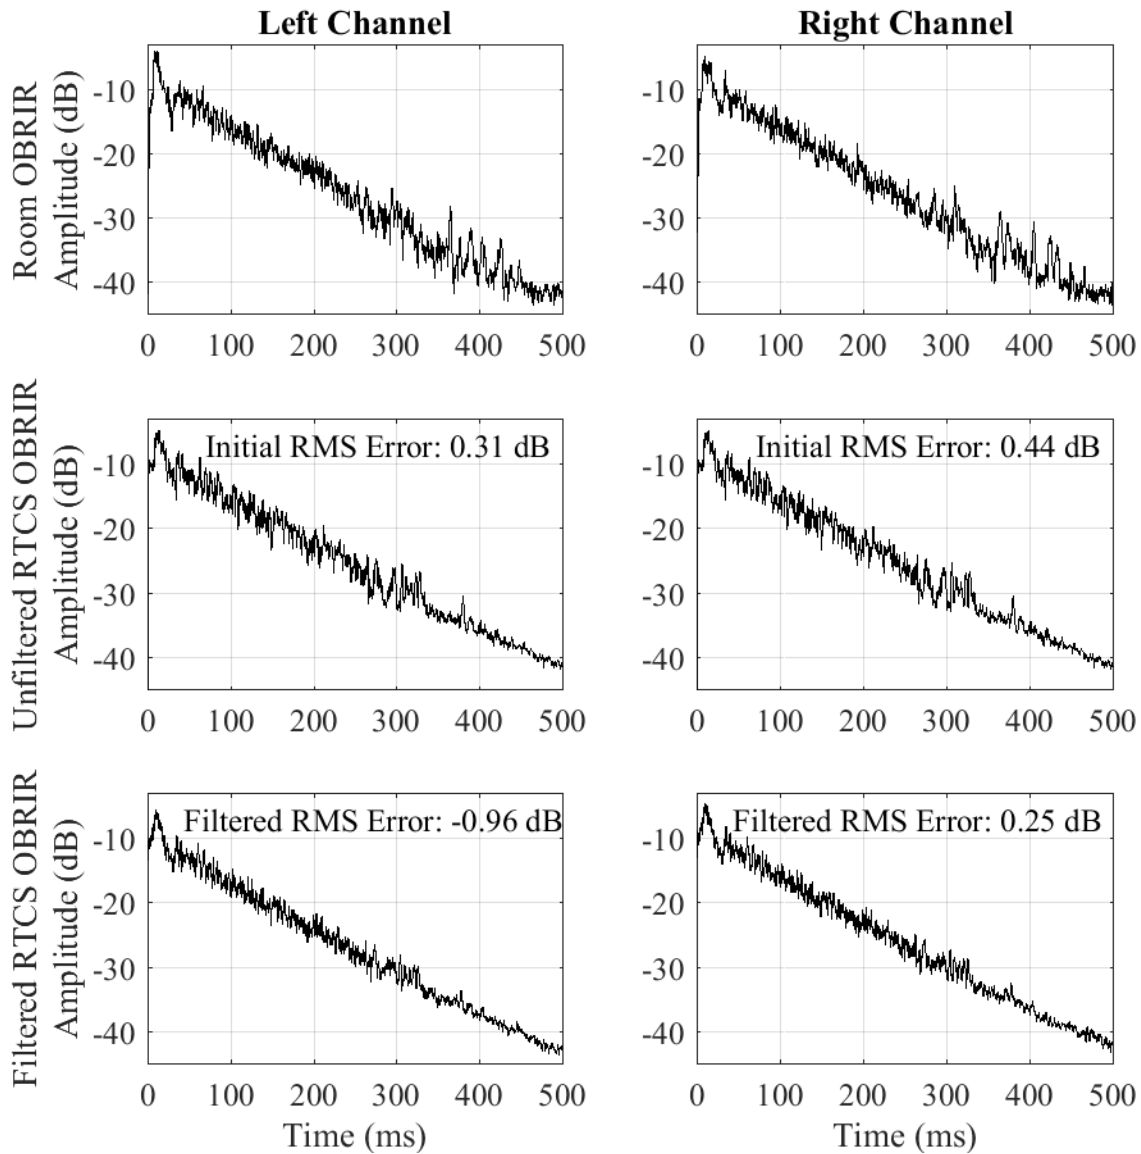 Left Channel
Right Channel
Room OBRIR
Amplitude (dB)
-10
-20
-30
-40
0 100 200 300 400 500
-10
-20
-30
-40
0 100 200 300 400 500
Unfiltered RTCS OBRIR
Amplitude (dB)
Initial RMS Error: 0.31 dB
-10
-20
-30
-40
0 100 200 300 400 500
Initial RMS Error: 0.44 dB
-10
-20
-30
-40
0 100 200 300 400 500
Filtered RTCS OBRIR
Amplitude (dB)
Filtered RMS Error: -0.96 dB
-10
-20
-30
-40
0 100 200 300 400 500
Time (ms)
Filtered RMS Error: 0.25 dB
-10
-20
-30
-40
0 100 200 300 400 500
Time (ms)